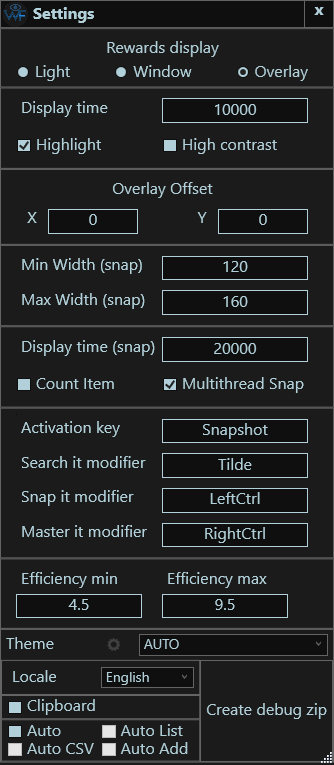 Settings x
Rewards display
Light Window Overlay
Display time 10000
Highlight High contrast
Overlay Offset
X 0 Y 0
Min Width (snap) 120
Max Width (snap) 160
Display time (snap) 20000
Count Item Multithread Snap
Activation key Snapshot
Search it modifier Tilde
Snap it modifier LeftCtrl
Master it modifier RightCtrl
Efficiency min Efficiency max
4.5 9.5
Theme AUTO
Locale English
Clipboard
Create debug zip
Auto Auto List
Auto CSV Auto Add